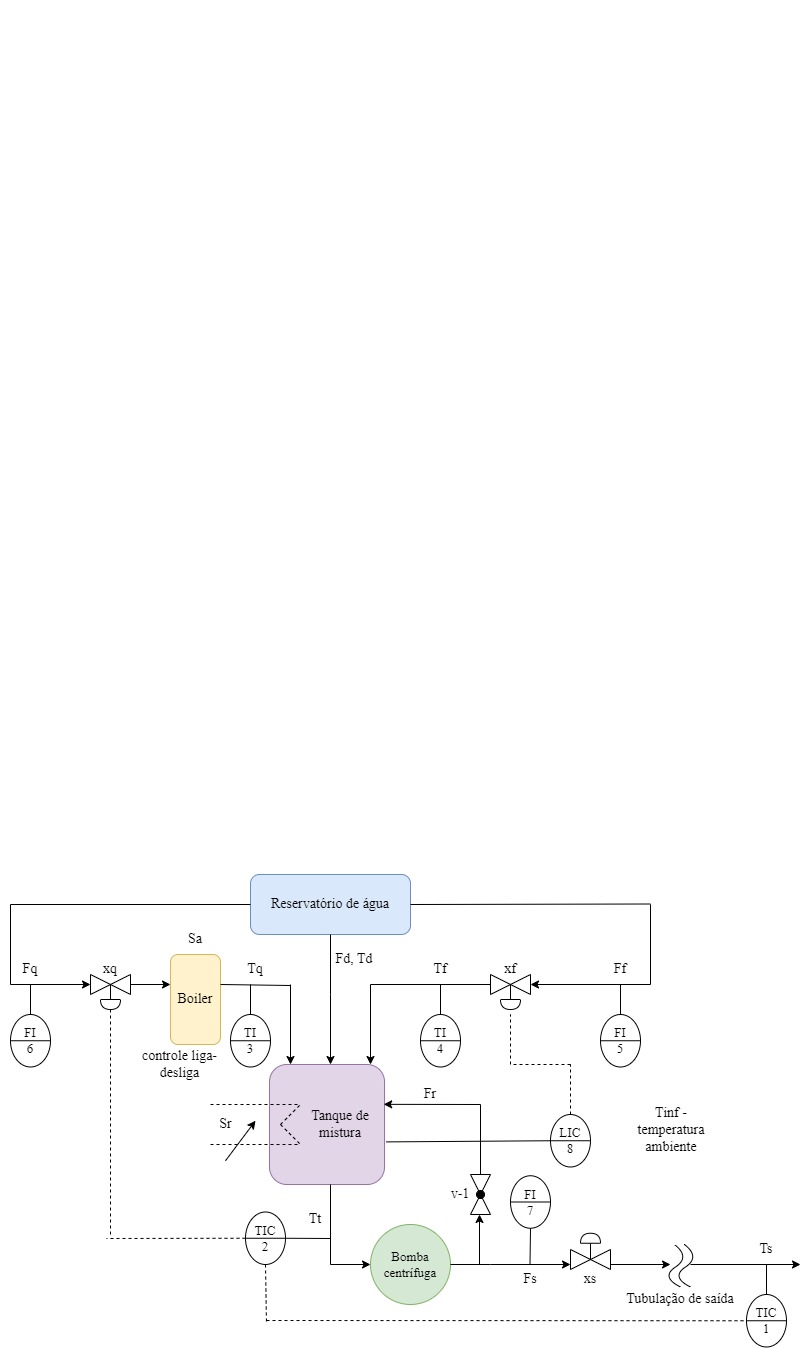 Reservatório de água
Sa
Fd, Td
Fq
xq
Tq
Tf
xf
Ff
Boiler
FI
6
TI
3
TI
4
FI
5
controle liga-
desliga
Fr
Sr
Tanque de
mistura
Tinf -
temperatura
ambiente
LIC
8
v-1
FI
7
Tt
TIC
2
Bomba
centrífuga
Fs
xs
Ts
Tubulação de saída
TIC
1